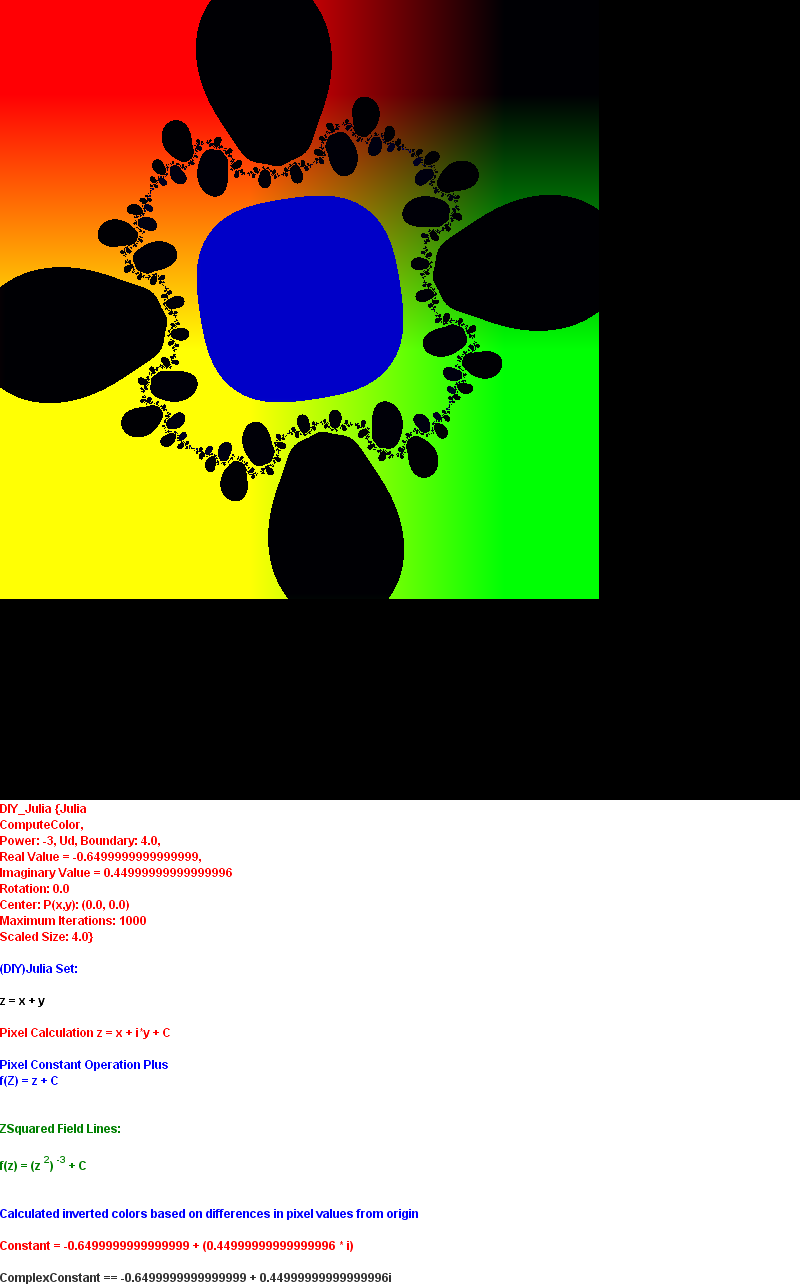 DIY_Julia {Julia
ComputeColor,
Power: -3, Ud, Boundary: 4.0,
Real Value = -0.6499999999999999,
Imaginary Value = 0.44999999999999996
Rotation: 0.0
Center: P(x,y): (0.0, 0.0)
Maximum Iterations: 1000
Scaled Size: 4.0}
(DIY)Julia Set:
z = x + y
Pixel Calculation z = x + i*y + C
Pixel Constant Operation Plus
f(Z) = z + C
ZSquared Field Lines:
f(z) = (z ²) ⁻³ + C
Calculated inverted colors based on differences in pixel values from origin
Constant = -0.6499999999999999 + (0.44999999999999996 * i)
ComplexConstant == -0.6499999999999999 + 0.44999999999999996i